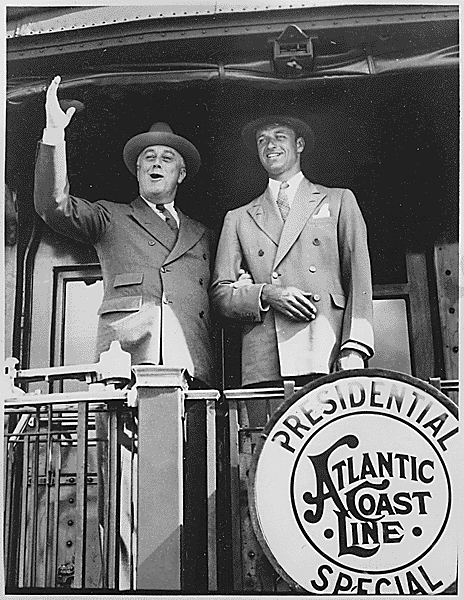 PRESIDENTIAL
ATLANTIC
COAST
LINE
SPECIAL